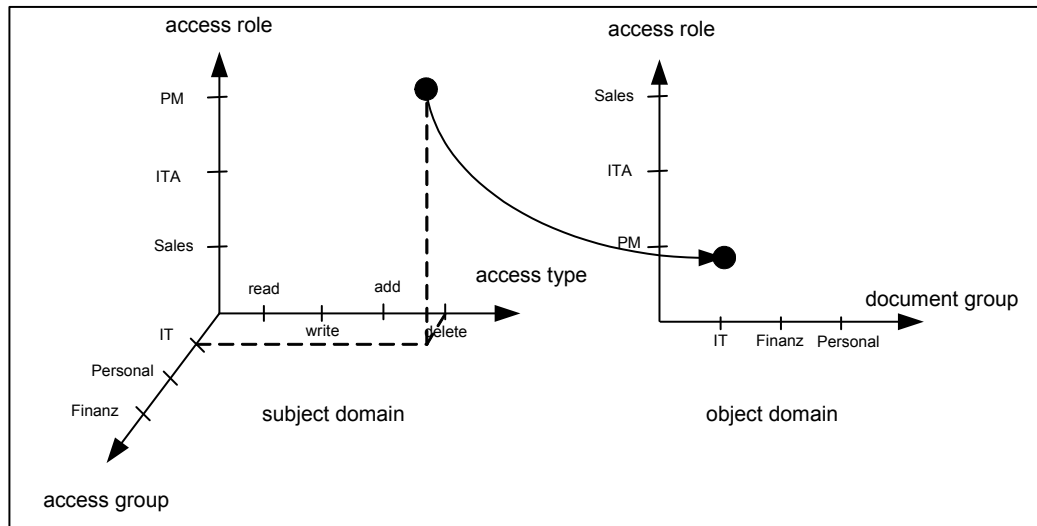 access role
PM
ITA
Sales
read
add
access type
write
delete
IT
Personal
Finanz
access group
subject domain
access role
Sales
ITA
PM
document group
IT
Finanz
Personal
object domain